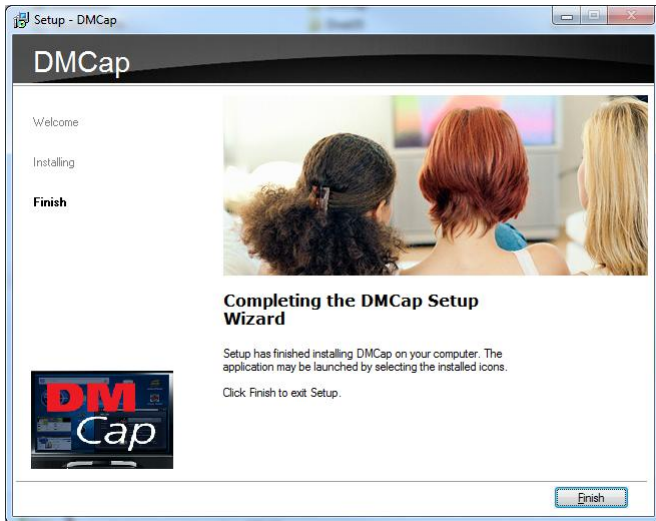 Setup - DMCap
DMCap
Welcome
Installing
Finish
Completing the DMCap Setup
Wizard
Setup has finished installing DMCap on your computer. The
application may be launched by selecting the installed icons.
Click Finish to exit Setup.
DM
Cap
Finish